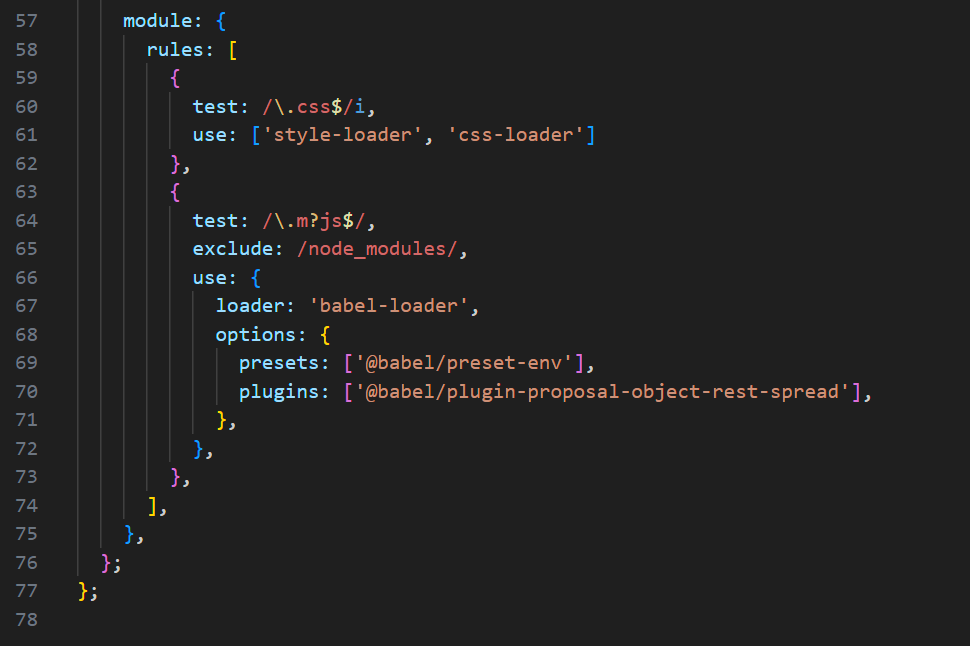 57 module: {
58 rules: [
59 {
60 test: /\.css$/i,
61 use: ['style-loader', 'css-loader']
62 },
63 {
64 test: /\.m?js$/,
65 exclude: /node_modules/,
66 use: {
67 loader: 'babel-loader',
68 options: {
69 presets: ['@babel/preset-env'],
70 plugins: ['@babel/plugin-proposal-object-rest-spread'],
71 },
72 },
73 },
74 ],
75 },
76 };
77 };
78